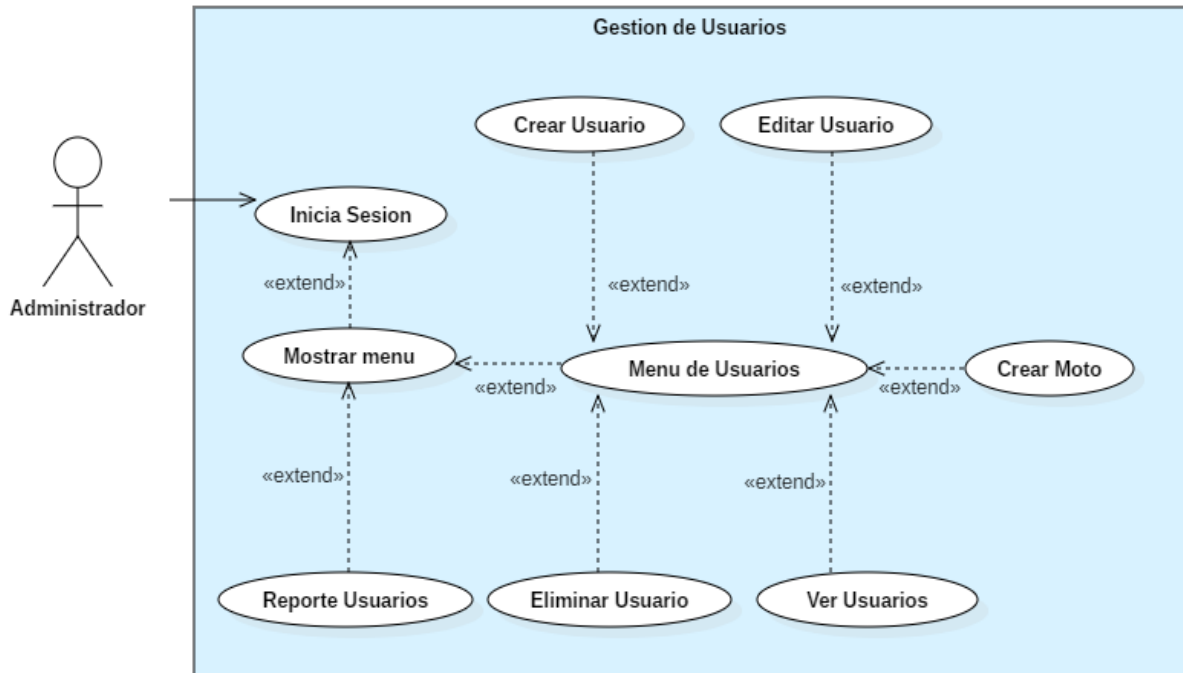 Gestion de Usuarios
Crear Usuario
Editar Usuario
Inicia Sesion
«extend»
«extend»
«extend»
Administrador
Mostrar menu
Menu de Usuarios
Crear Moto
«extend»
«extend»
«extend»
«extend»
«extend»
Reporte Usuarios
Eliminar Usuario
Ver Usuarios